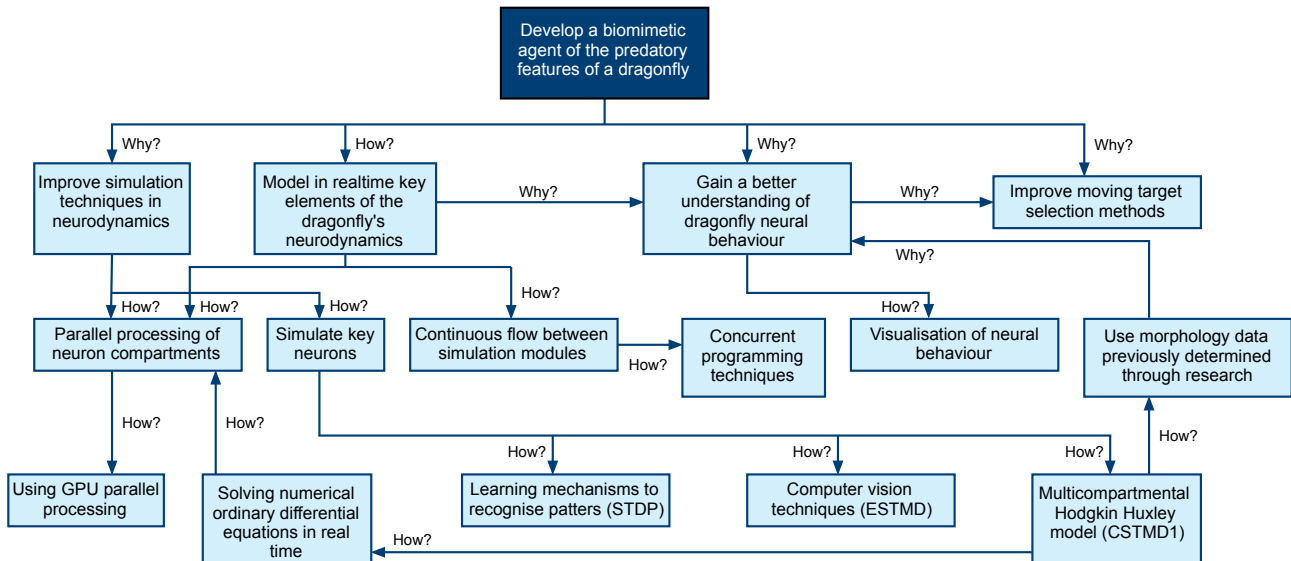 Develop a biomimetic
agent of the predatory
features of a dragonfly
Why?
How?
Why?
Why?
Improve simulation
techniques in
neurodynamics
Model in realtime key
elements of the
dragonfly's
neurodynamics
Why?
Gain a better
understanding of
dragonfly neural
behaviour
Why?
Improve moving target
selection methods
Why?
How?
How?
How?
How?
How?
Parallel processing of
neuron compartments
Simulate key
neurons
Continuous flow between
simulation modules
How?
Concurrent
programming
techniques
Visualisation of neural
behaviour
Use morphology data
previously determined
through research
How?
How?
How?
How?
How?
How?
Using GPU parallel
processing
Solving numerical
ordinary differential
equations in real
time
Learning mechanisms to
recognise patters (STDP)
Computer vision
techniques (ESTMD)
Multicompartmental
Hodgkin Huxley
model (CSTMD1)
How?